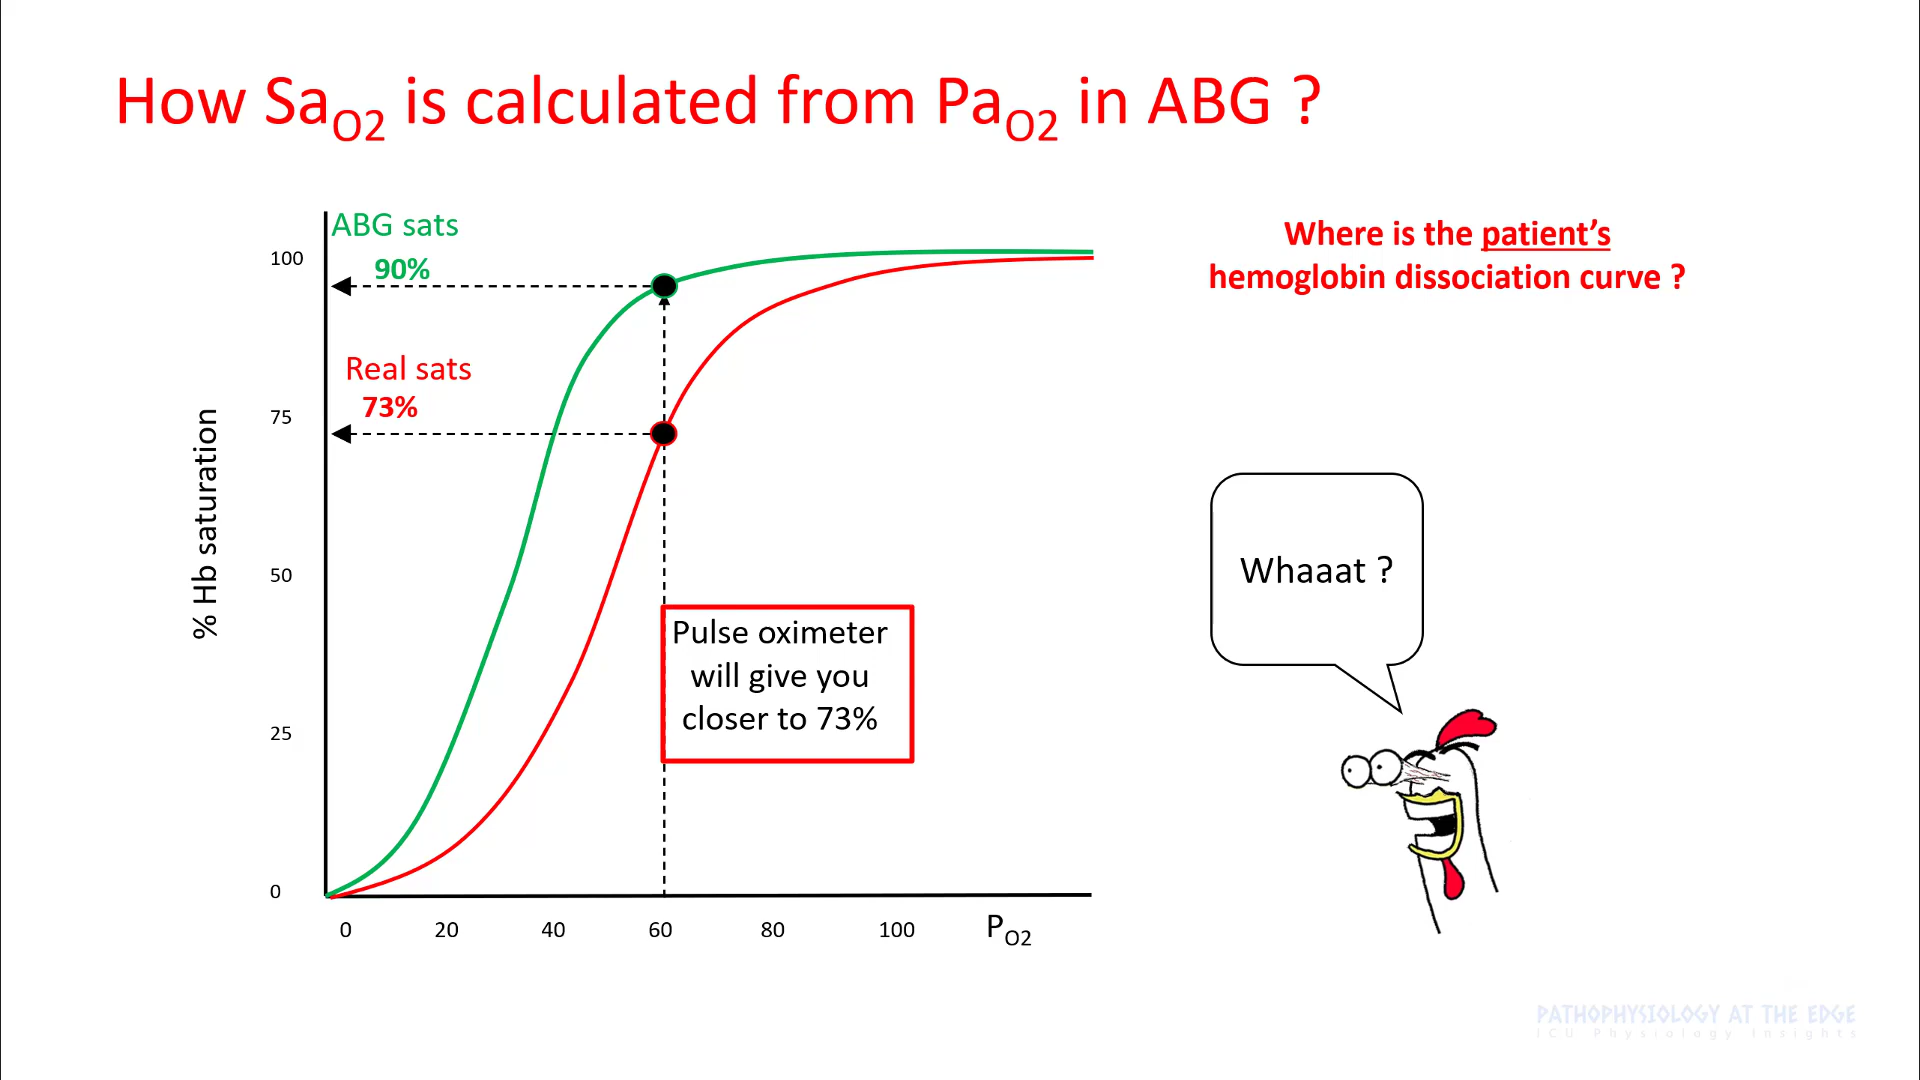 How SaO2 is calculated from PaO2 in ABG ?
ABG sats
90%
Real sats
73%
% Hb saturation
100
75
50
25
0
0 20 40 60 80 100 PO2
Pulse oximeter
will give you
closer to 73%
Where is the patient’s
hemoglobin dissociation curve ?
Whaaat ?
PATHOPHYSIOLOGY AT THE EDGE
ICU Physiology Insights